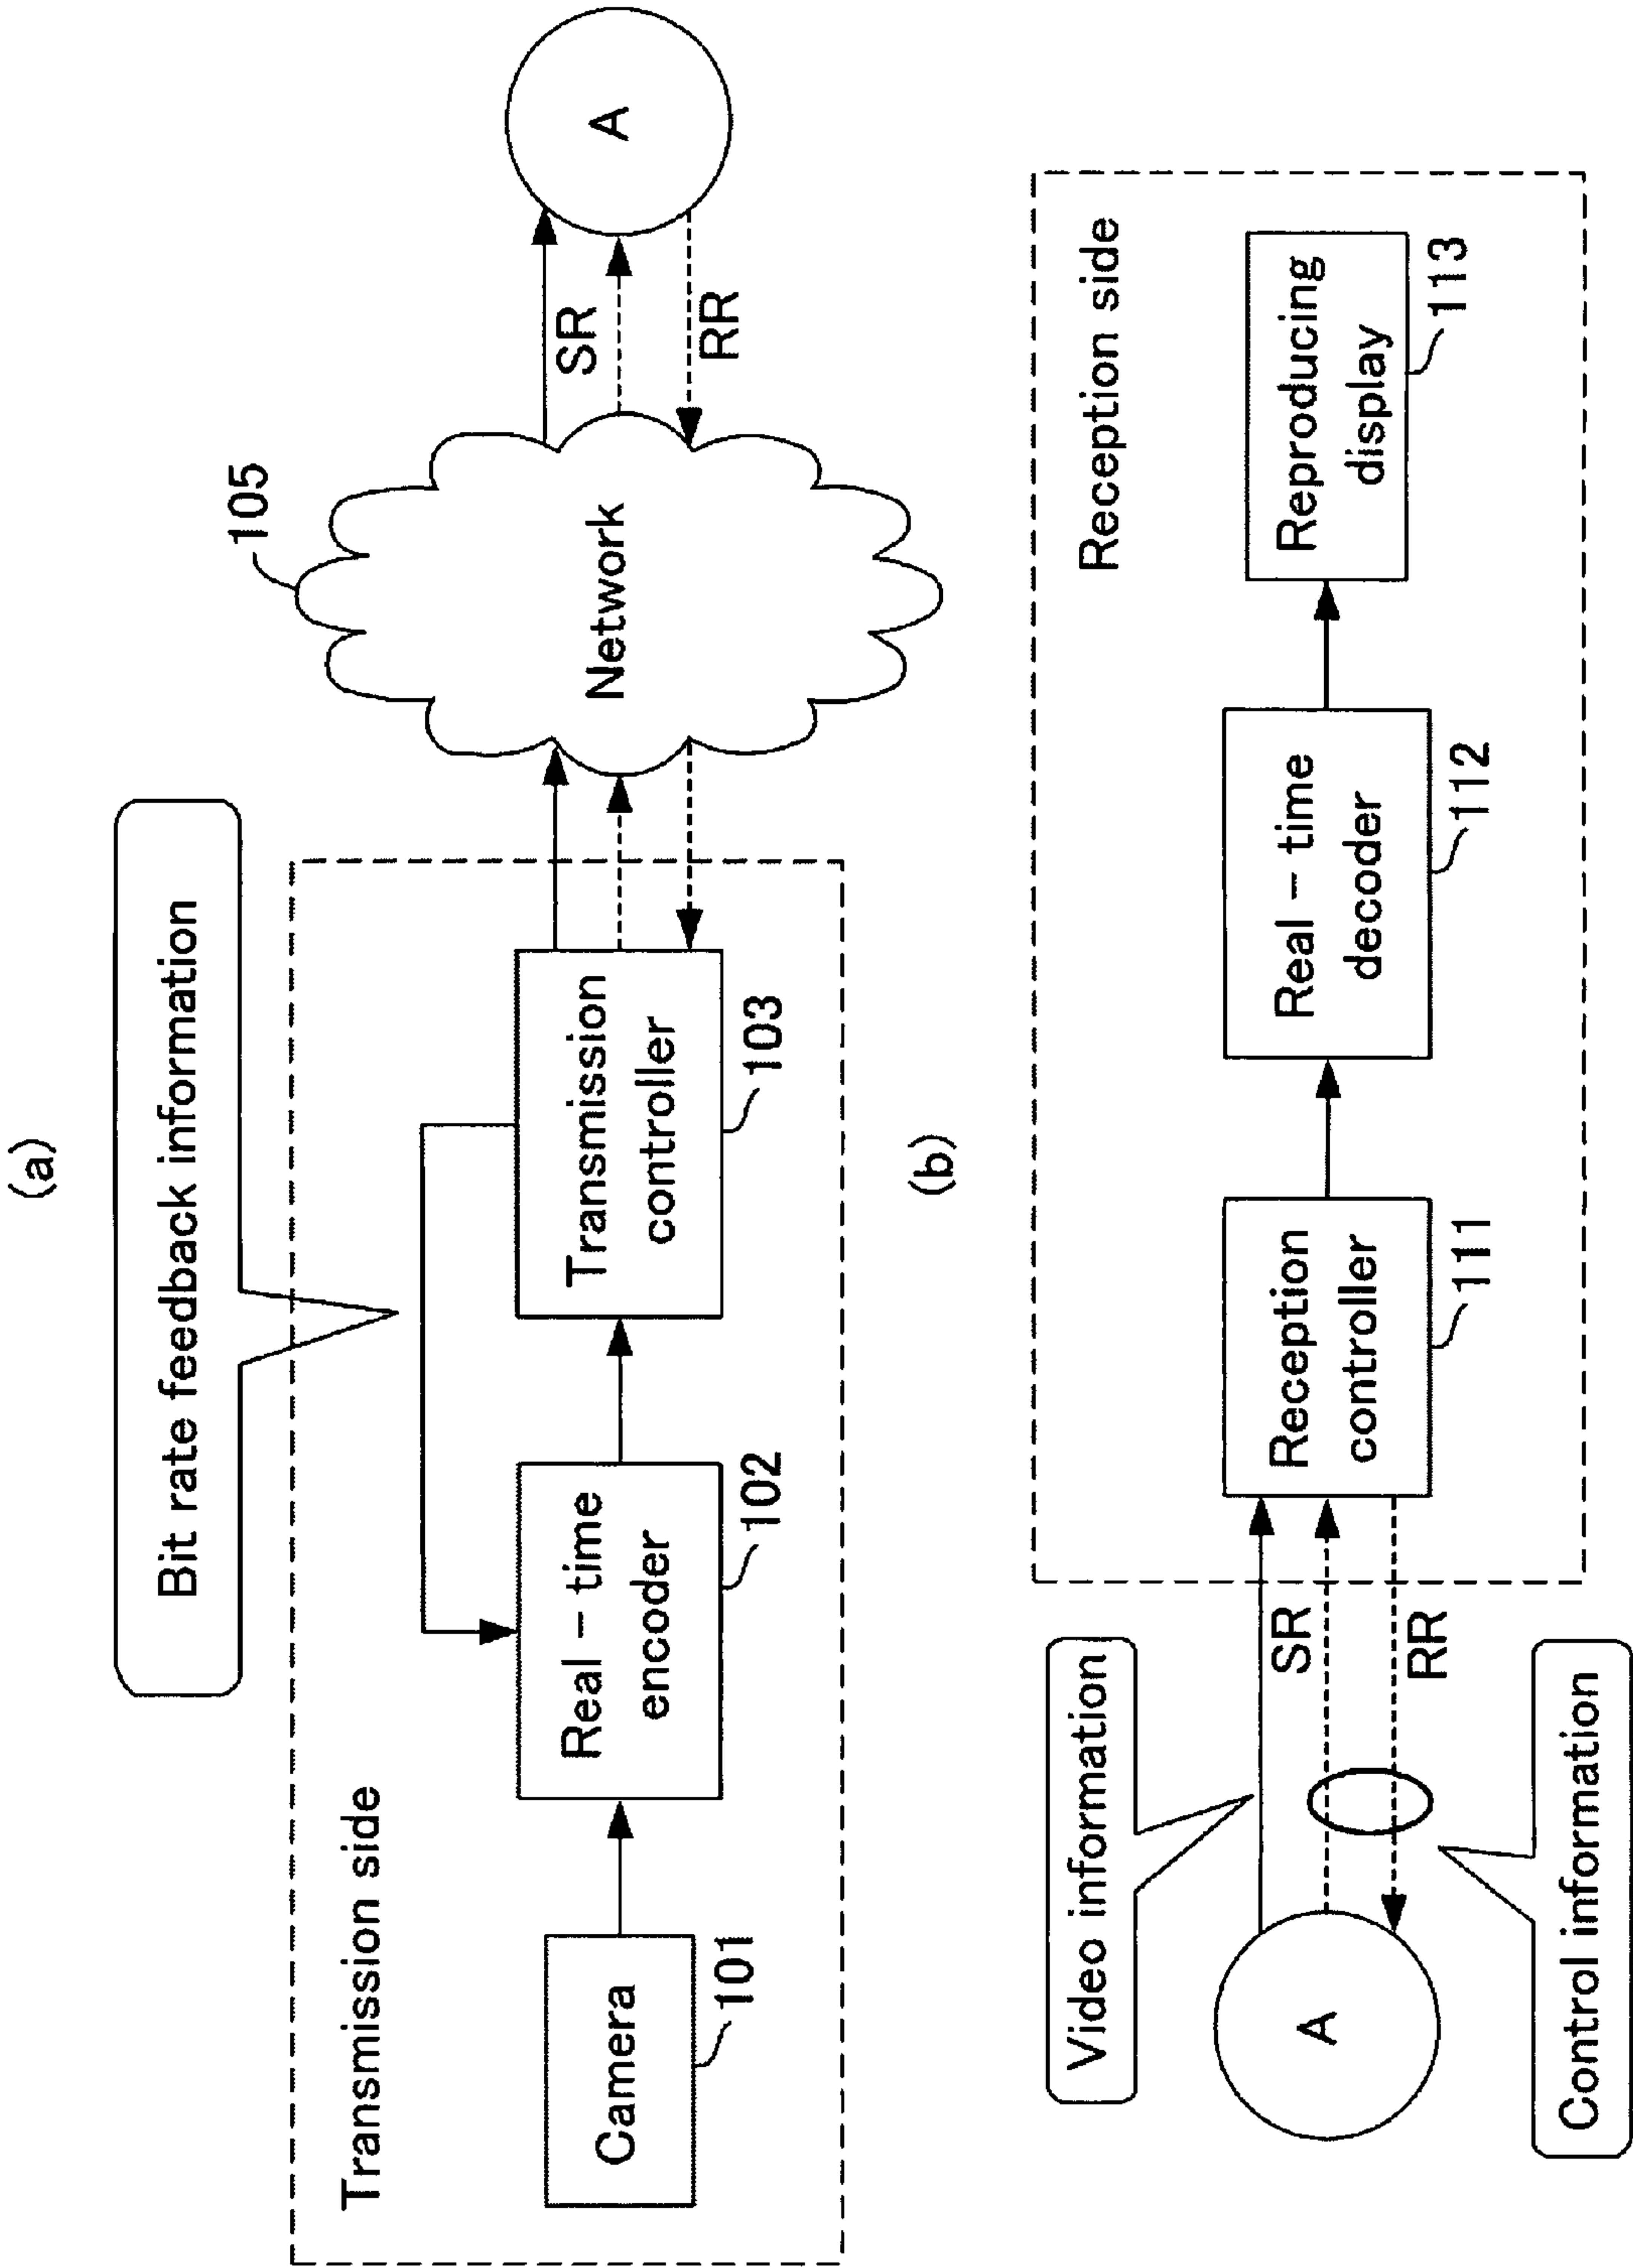 (a)
Bit rate feedback information
Transmission side
Camera
101
Real-time
encoder
102
Transmission
controller
103
Network
105
SR
RR
A
(b)
Video information
Control information
A
SR
RR
Reception side
Reception
controller
111
Real-time
decoder
112
Reproducing
display
113